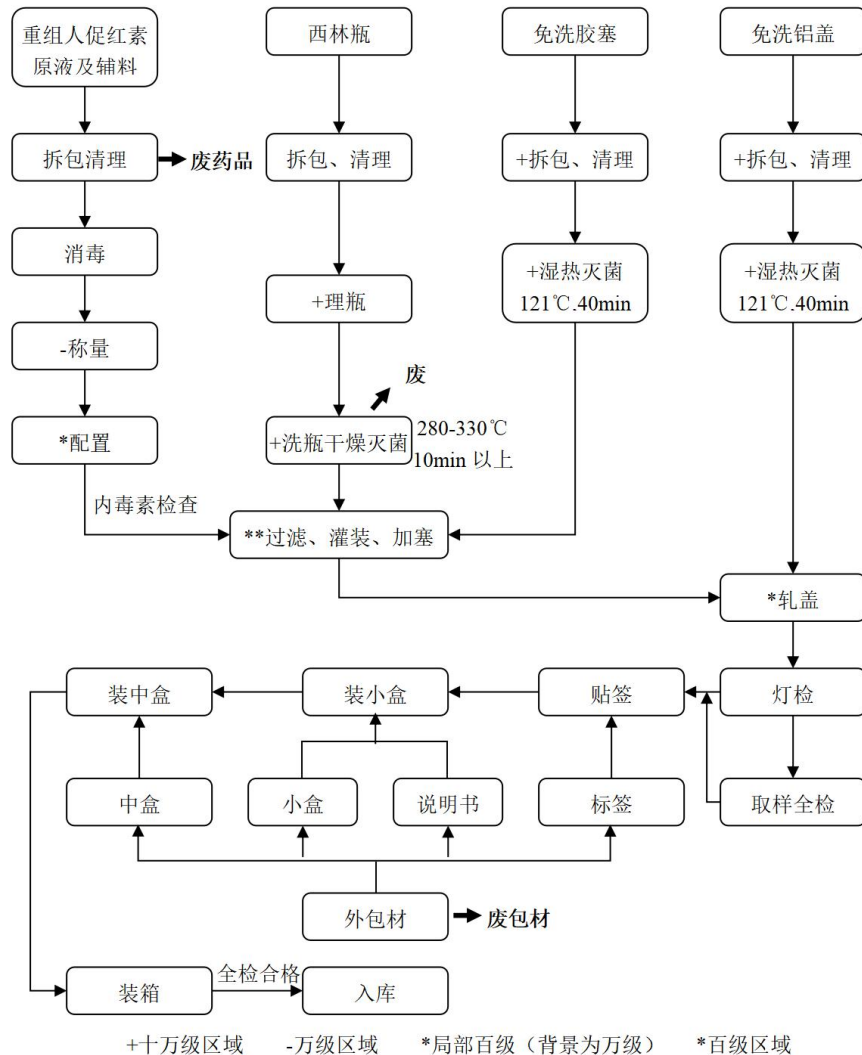 重组人促红素
原液及辅料
西林瓶
免洗胶塞
免洗铝盖
拆包清理
废药品
拆包、清理
+拆包、清理
+拆包、清理
消毒
+理瓶
+湿热灭菌
121℃.40min
+湿热灭菌
121℃.40min
-称量
废
*配置
+洗瓶干燥灭菌
280-330℃
10min 以上
内毒素检查
**过滤、灌装、加塞
*轧盖
装中盒
装小盒
贴签
灯检
中盒
小盒
说明书
标签
取样全检
外包材
废包材
装箱
全检合格
入库
+十万级区域 -万级区域 *局部百级（背景为万级） *百级区域